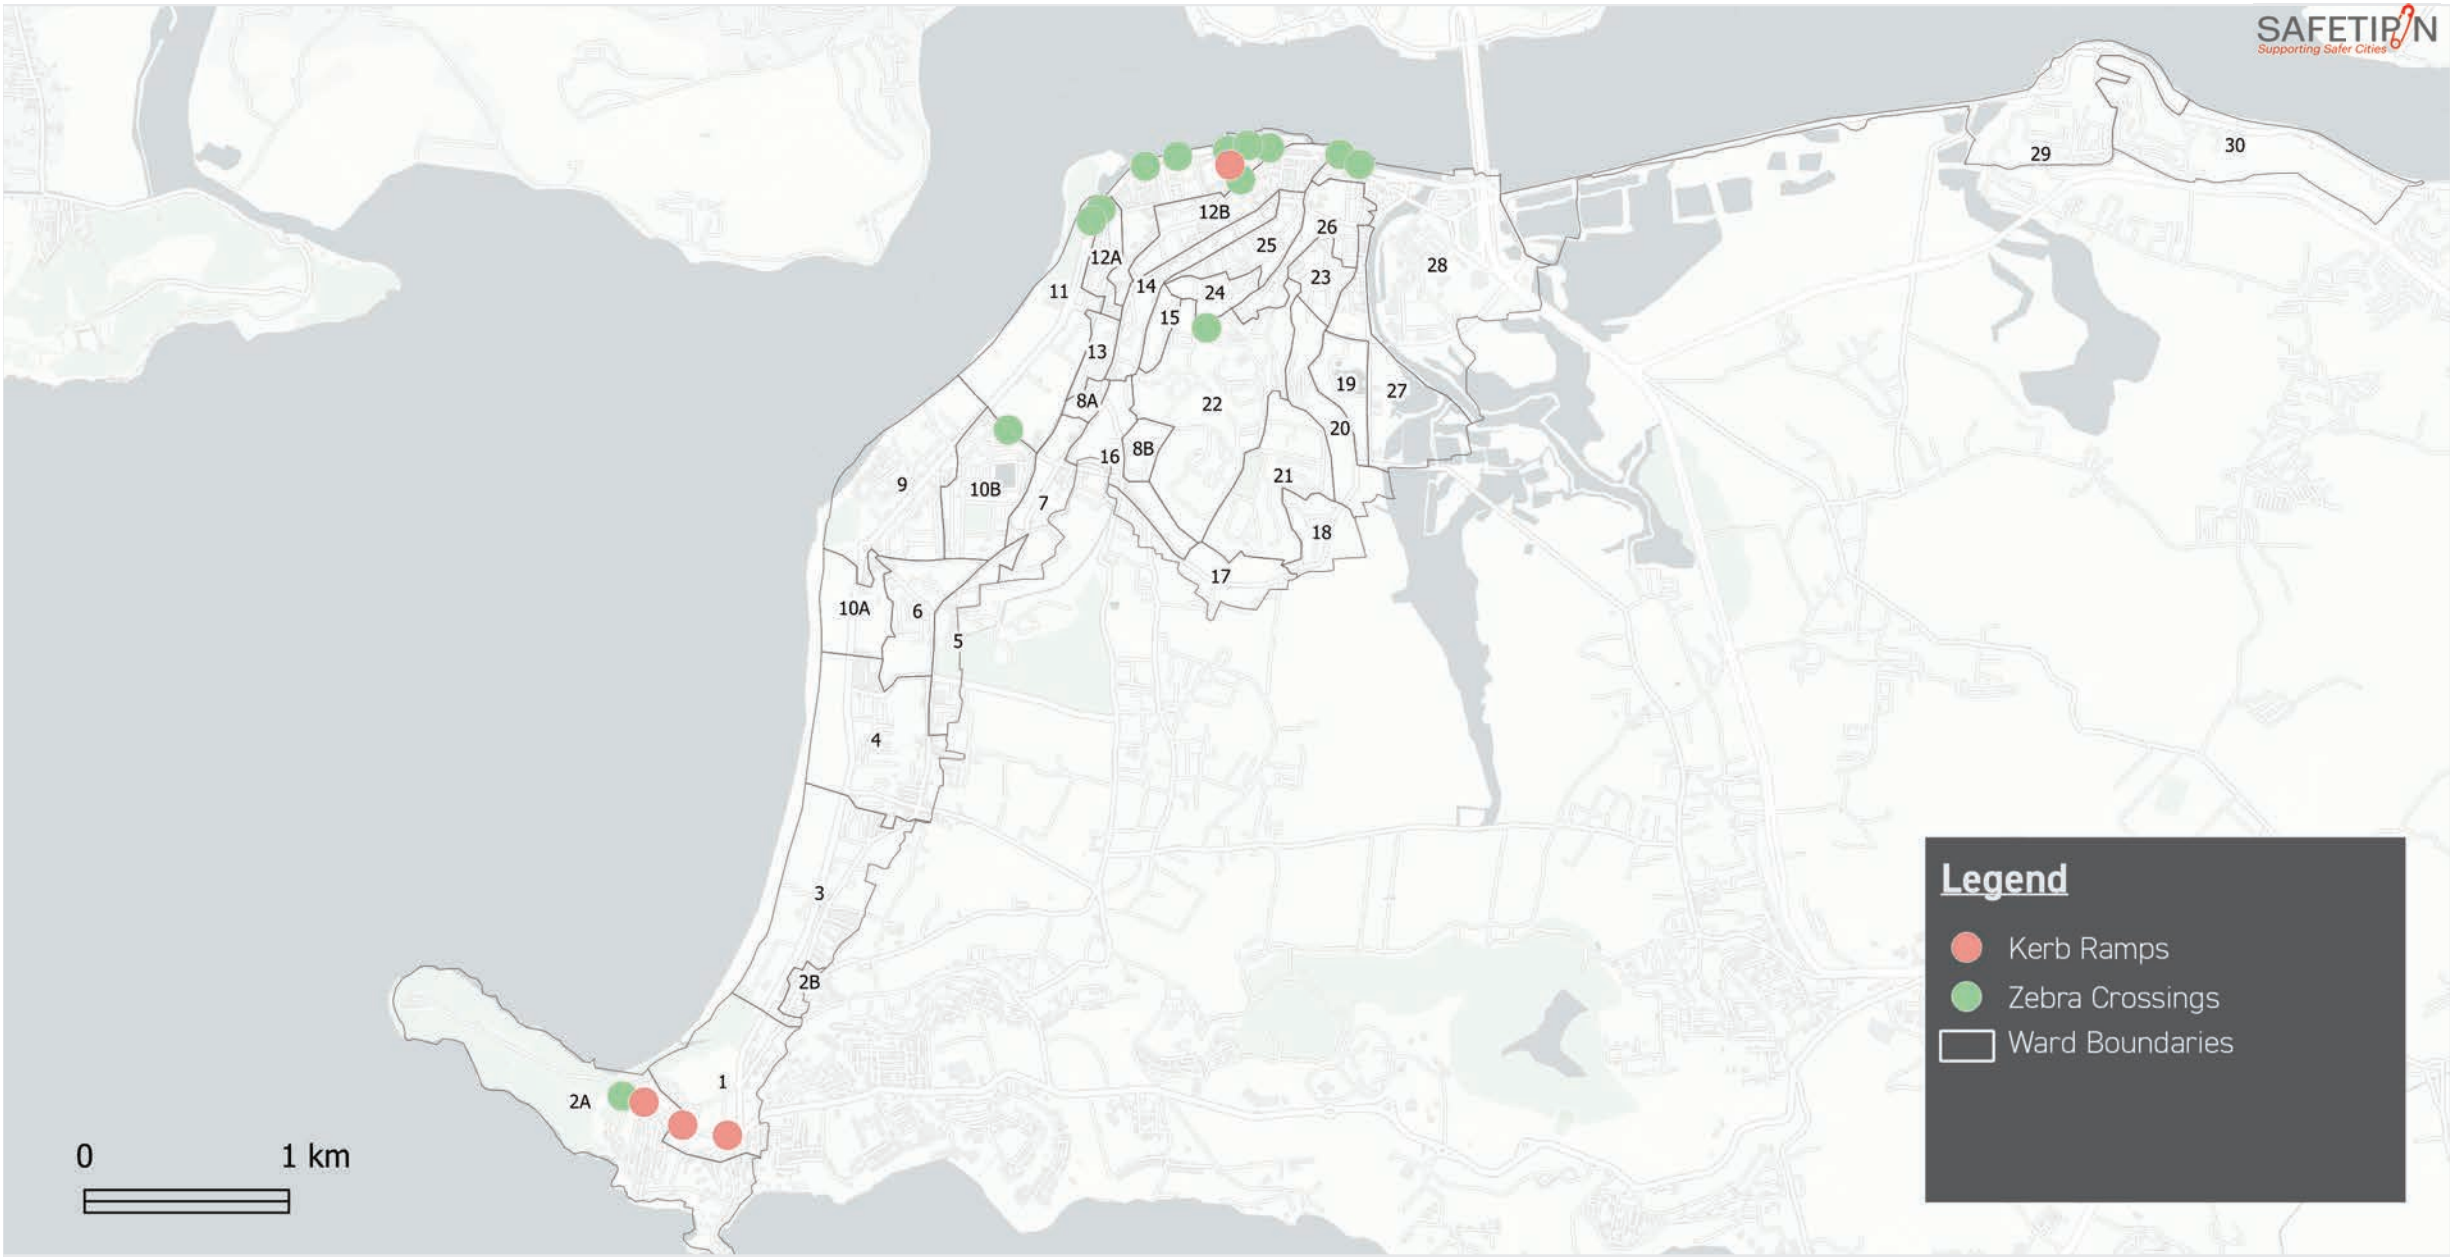 SAFETIPIN
Supporting Safer Cities
30
29
12B
26
25
12A
28
23
14
11
24
15
13
19
27
8A
22
20
8B
16
21
9
10B
7
18
17
10A
6
5
4
3
2B
1
2A
0 1 km
Legend
Kerb Ramps
Zebra Crossings
Ward Boundaries